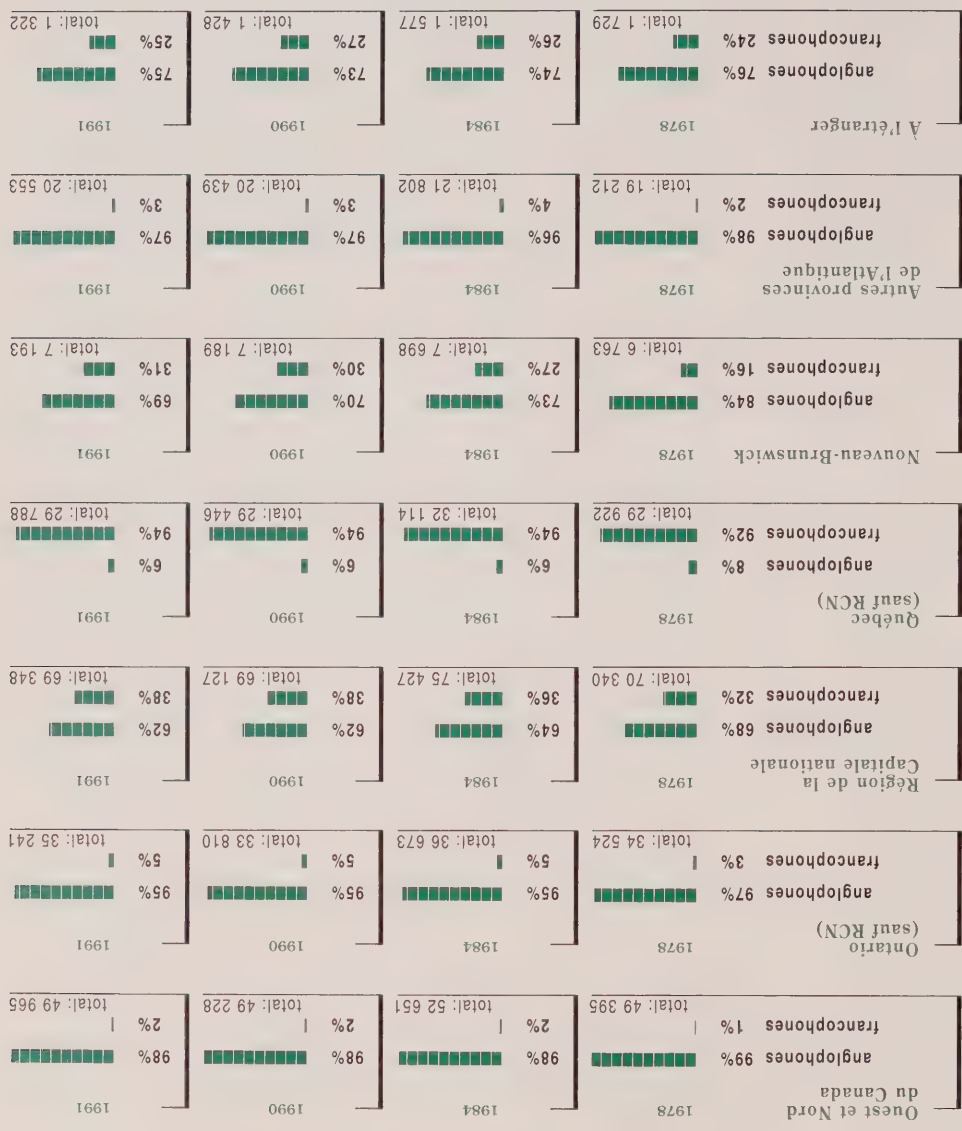 Ouest et Nord 1978 1984 1990 1991
du Canada
anglophones 99% 98% 98% 98%
francophones 1% 2% 2% 2%
total: 49 395 total: 52 651 total: 49 228 total: 49 965
Ontario 1978 1984 1990 1991
(sauf RCN)
anglophones 97% 95% 95% 95%
francophones 3% 5% 5% 5%
total: 34 524 total: 36 673 total: 33 810 total: 35 241
Région de la 1978 1984 1990 1991
Capitale nationale
anglophones 68% 64% 62% 62%
francophones 32% 36% 38% 38%
total: 70 340 total: 75 427 total: 69 127 total: 69 348
Québec 1978 1984 1990 1991
(sauf RCN)
anglophones 8% 6% 6% 6%
francophones 92% 94% 94% 94%
total: 29 922 total: 32 114 total: 29 446 total: 29 788
Nouveau-Brunswick 1978 1984 1990 1991
anglophones 84% 73% 70% 69%
francophones 16% 27% 30% 31%
total: 6 763 total: 7 698 total: 7 189 total: 7 193
Autres provinces 1978 1984 1990 1991
de l'Atlantique
anglophones 98% 96% 97% 97%
francophones 2% 4% 3% 3%
total: 19 212 total: 21 802 total: 20 439 total: 20 553
À l'étranger 1978 1984 1990 1991
anglophones 76% 74% 73% 75%
francophones 24% 26% 27% 25%
total: 1 729 total: 1 577 total: 1 428 total: 1 322